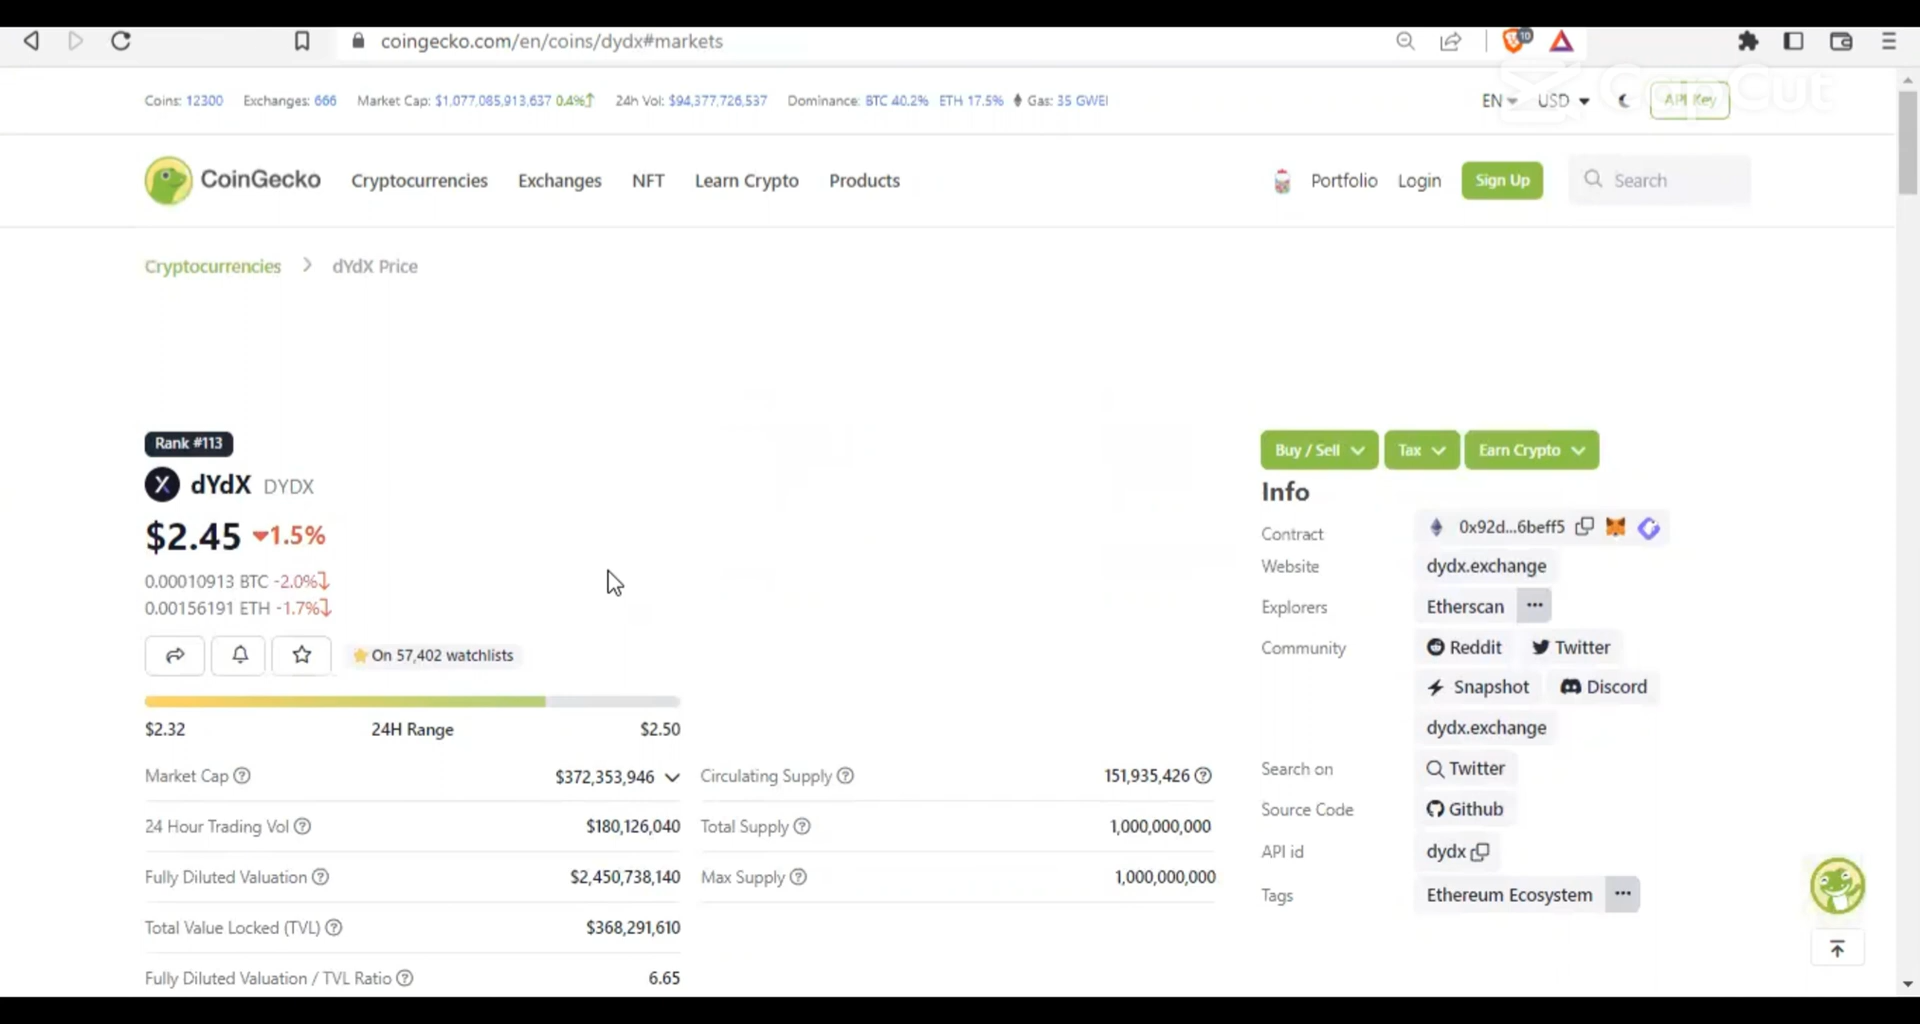 coingecko.com/en/coins/dydx#markets
10
Coins: 12300 Exchanges: 666 Market Cap: $1,077,085,913,637 0.4% 24h Vol: $94,377,726,537 Dominance: BTC 40.2% ETH 17.5% Gas: 35 GWEI
EN USD API Key
CapCut
CoinGecko Cryptocurrencies Exchanges NFT Learn Crypto Products Portfolio Login Sign Up Search
Cryptocurrencies > dYdX Price
Rank #113
dYdX DYDX
$2.45 1.5%
0.00010913 BTC -2.0%
0.00156191 ETH -1.7%
On 57,402 watchlists
$2.32 24H Range $2.50
Market Cap $372,353,946
24 Hour Trading Vol $180,126,040
Fully Diluted Valuation $2,450,738,140
Total Value Locked (TVL) $368,291,610
Fully Diluted Valuation / TVL Ratio 6.65
Circulating Supply 151,935,426
Total Supply 1,000,000,000
Max Supply 1,000,000,000
Buy / Sell Tax Earn Crypto
Info
Contract 0x92d...6beff5
Website dydx.exchange
Explorers Etherscan ...
Community Reddit Twitter
Snapshot Discord
dydx.exchange
Search on Twitter
Source Code Github
API id dydx
Tags Ethereum Ecosystem ...